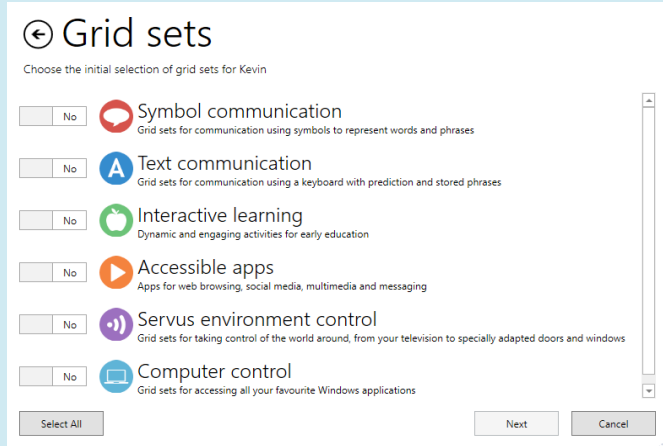 Grid sets
Choose the initial selection of grid sets for Kevin
No
Symbol communication
Grid sets for communication using symbols to represent words and phrases
No
A
Text communication
Grid sets for communication using a keyboard with prediction and stored phrases
No
Interactive learning
Dynamic and engaging activities for early education
No
Accessible apps
Apps for web browsing, social media, multimedia and messaging
No
Servus environment control
Grid sets for taking control of the world around, from your television to specially adapted doors and windows
No
Computer control
Grid sets for accessing all your favourite Windows applications
Select All
Next
Cancel